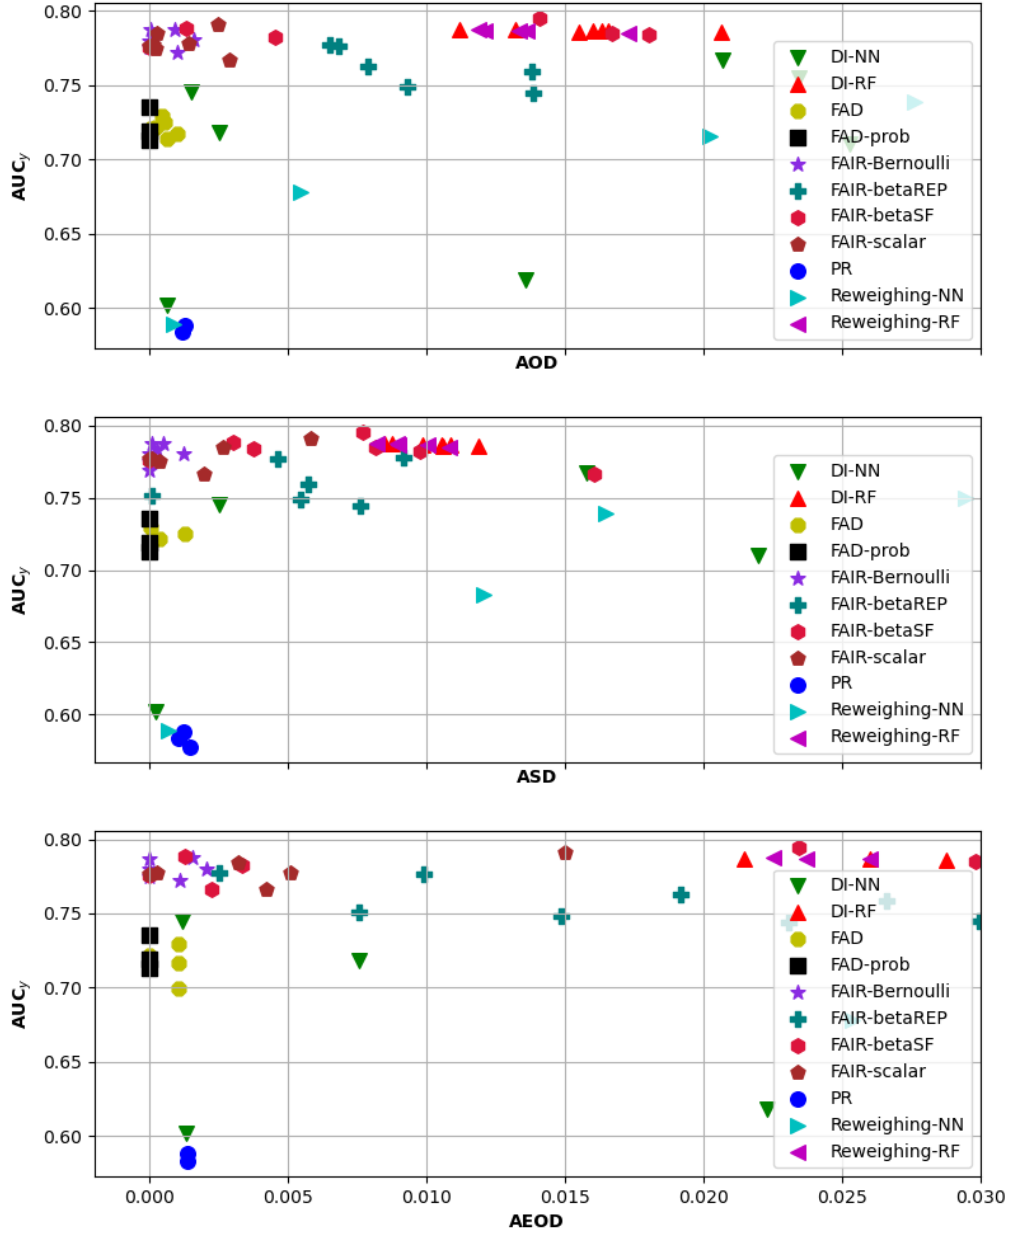 0.80
0.75
0.70
0.65
0.60
AUCy
DI-NN
DI-RF
FAD
FAD-prob
FAIR-Bernoulli
FAIR-betaREP
FAIR-betaSF
FAIR-scalar
PR
Reweighing-NN
Reweighing-RF
AOD
0.80
0.75
0.70
0.65
0.60
AUCy
DI-NN
DI-RF
FAD
FAD-prob
FAIR-Bernoulli
FAIR-betaREP
FAIR-betaSF
FAIR-scalar
PR
Reweighing-NN
Reweighing-RF
ASD
0.80
0.75
0.70
0.65
0.60
AUCy
DI-NN
DI-RF
FAD
FAD-prob
FAIR-Bernoulli
FAIR-betaREP
FAIR-betaSF
FAIR-scalar
PR
Reweighing-NN
Reweighing-RF
0.000 0.005 0.010 0.015 0.020 0.025 0.030
AEOD